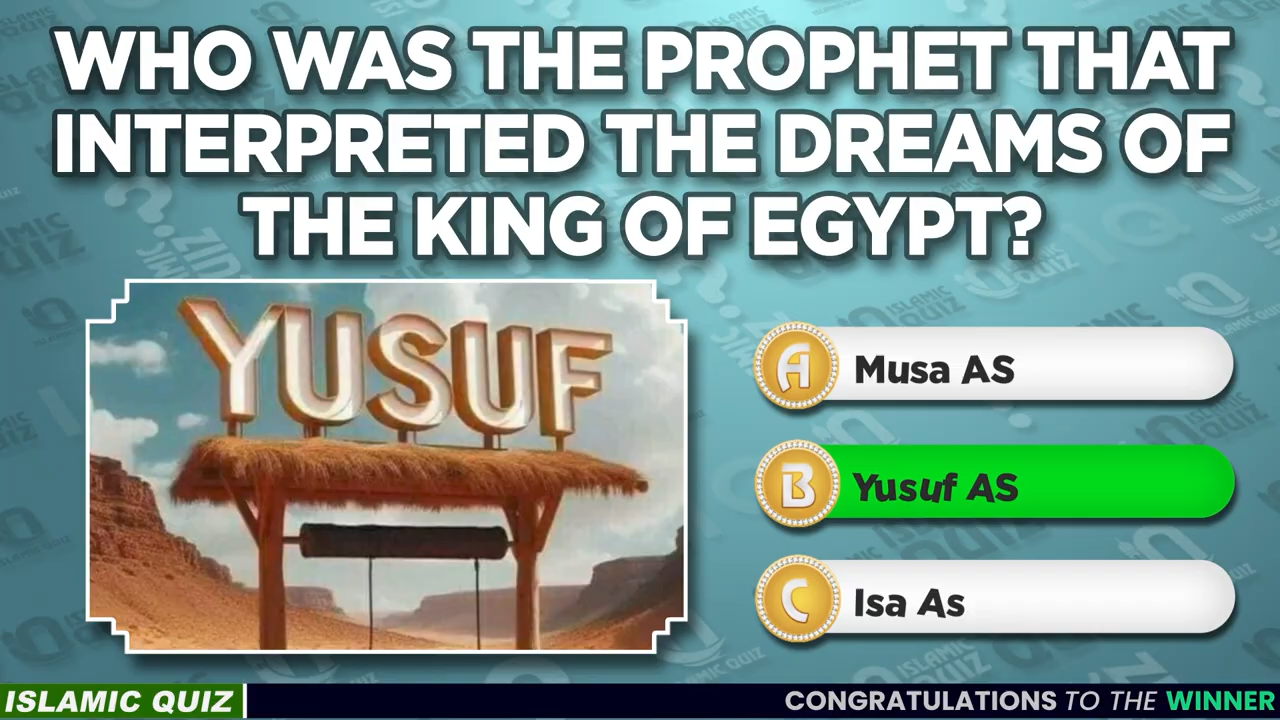 WHO WAS THE PROPHET THAT
INTERPRETED THE DREAMS OF
THE KING OF EGYPT?
YUSUF
A Musa AS
B Yusuf AS
C Isa As
ISLAMIC QUIZ
CONGRATULATIONS TO THE WINNER